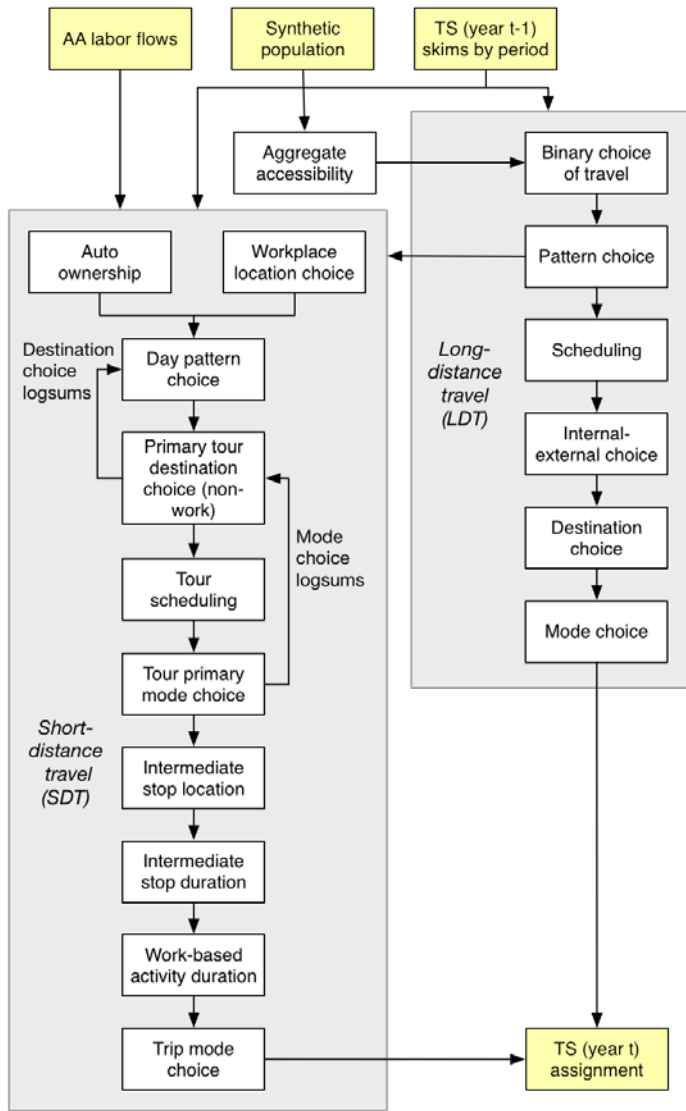 AA labor flows
Synthetic
population
TS (year t-1)
skims by period
Aggregate
accessibility
Binary choice
of travel
Auto
ownership
Workplace
location choice
Pattern choice
Destination
choice
logsums
Day pattern
choice
Long-
distance
travel
(LDT)
Scheduling
Primary tour
destination
choice (non-
work)
Internal-
external choice
Mode
choice
logsums
Destination
choice
Tour
scheduling
Mode choice
Tour primary
mode choice
Short-
distance
travel
(SDT)
Intermediate
stop location
Intermediate
stop duration
Work-based
activity duration
Trip mode
choice
TS (year t)
assignment